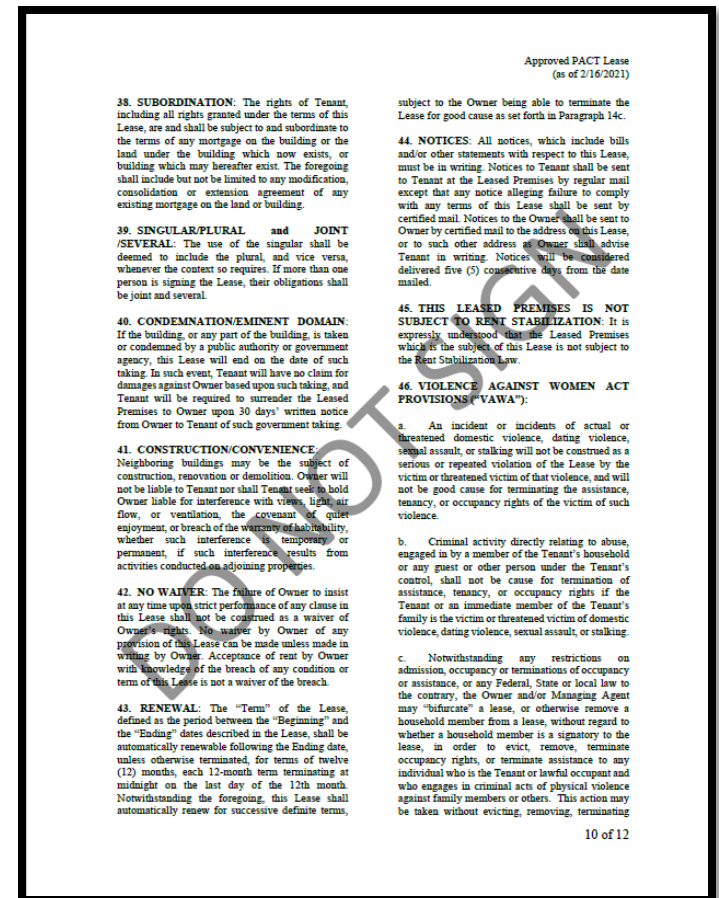 Approved PACT Lease
(as of 2/16/2021)
38. SUBORDINATION: The rights of Tenant,
including all rights granted under the terms of this
Lease, are and shall be subject to and subordinate to
the terms of any mortgage on the building or the
land under the building which now exists, or
building which may hereafter exist. The foregoing
shall include but not be limited to any modification,
consolidation or extension agreement of any
existing mortgage on the land or building.
39. SINGULAR/PLURAL and JOINT
/SEVERAL: The use of the singular shall be
deemed to include the plural, and vice versa,
whenever the context so requires. If more than one
person is signing the Lease, their obligations shall
be joint and several.
40. CONDEMNATION/EMINENT DOMAIN:
If the building, or any part of the building, is taken
or condemned by a public authority or government
agency, this Lease will end on the date of such
taking. In such event, Tenant will have no claim for
damages against Owner based upon such taking, and
Tenant will be required to surrender the Leased
Premises to Owner upon 30 days' written notice
from Owner to Tenant of such government taking.
41. CONSTRUCTION/CONVENIENCE:
Neighboring buildings may be the subject of
construction, renovation or demolition. Owner will
not be liable to Tenant nor shall Tenant seek to hold
Owner liable for interference with views, light, air
flow, or ventilation, the covenant of quiet
enjoyment, or breach of the warranty of habitability,
whether such interference is temporary or
permanent, if such interference results from
activities conducted on adjoining properties.
42. NO WAIVER: The failure of Owner to insist
at any time upon strict performance of any clause in
this Lease shall not be construed as a waiver of
Owner's rights. No waiver by Owner of any
provision of this Lease can be made unless made in
writing by Owner. Acceptance of rent by Owner
with knowledge of the breach of any condition or
term of this Lease is not a waiver of the breach.
43. RENEWAL: The "Term" of the Lease,
defined as the period between the "Beginning" and
the "Ending" dates described in the Lease, shall be
automatically renewable following the Ending date,
unless otherwise terminated, for terms of twelve
(12) months, each 12-month term terminating at
midnight on the last day of the 12th month.
Notwithstanding the foregoing, this Lease shall
automatically renew for successive definite terms,
subject to the Owner being able to terminate the
Lease for good cause as set forth in Paragraph 14c.
44. NOTICES: All notices, which include bills
and/or other statements with respect to this Lease,
must be in writing. Notices to Tenant shall be sent
to Tenant at the Leased Premises by regular mail
except that any notice alleging failure to comply
with any terms of this Lease shall be sent by
certified mail. Notices to the Owner shall be sent to
Owner by certified mail to the address on this Lease,
or to such other address as Owner shall advise
Tenant in writing. Notices will be considered
delivered five (5) consecutive days from the date
mailed.
45. THIS LEASED PREMISES IS NOT
SUBJECT TO RENT STABILIZATION: It is
expressly understood that the Leased Premises
which is the subject of this Lease is not subject to
the Rent Stabilization Law.
46. VIOLENCE AGAINST WOMEN ACT
PROVISIONS ("VAWA"):
a. An incident or incidents of actual or
threatened domestic violence, dating violence,
sexual assault, or stalking will not be construed as a
serious or repeated violation of the Lease by the
victim or threatened victim of that violence, and will
not be good cause for terminating the assistance,
tenancy, or occupancy rights of the victim of such
violence.
b. Criminal activity directly relating to abuse,
engaged in by a member of the Tenant's household
or any guest or other person under the Tenant's
control, shall not be cause for termination of
assistance, tenancy, or occupancy rights if the
Tenant or an immediate member of the Tenant's
family is the victim or threatened victim of domestic
violence, dating violence, sexual assault, or stalking.
c. Notwithstanding any restrictions on
admission, occupancy or terminations of occupancy
or assistance, or any Federal, State or local law to
the contrary, the Owner and/or Managing Agent
may "bifurcate" a lease, or otherwise remove a
household member from a lease, without regard to
whether a household member is a signatory to the
lease, in order to evict, remove, terminate
occupancy rights, or terminate assistance to any
individual who is the Tenant or lawful occupant and
who engages in criminal acts of physical violence
against family members or others. This action may
be taken without evicting, removing, terminating
10 of 12
DO NOT SIGN